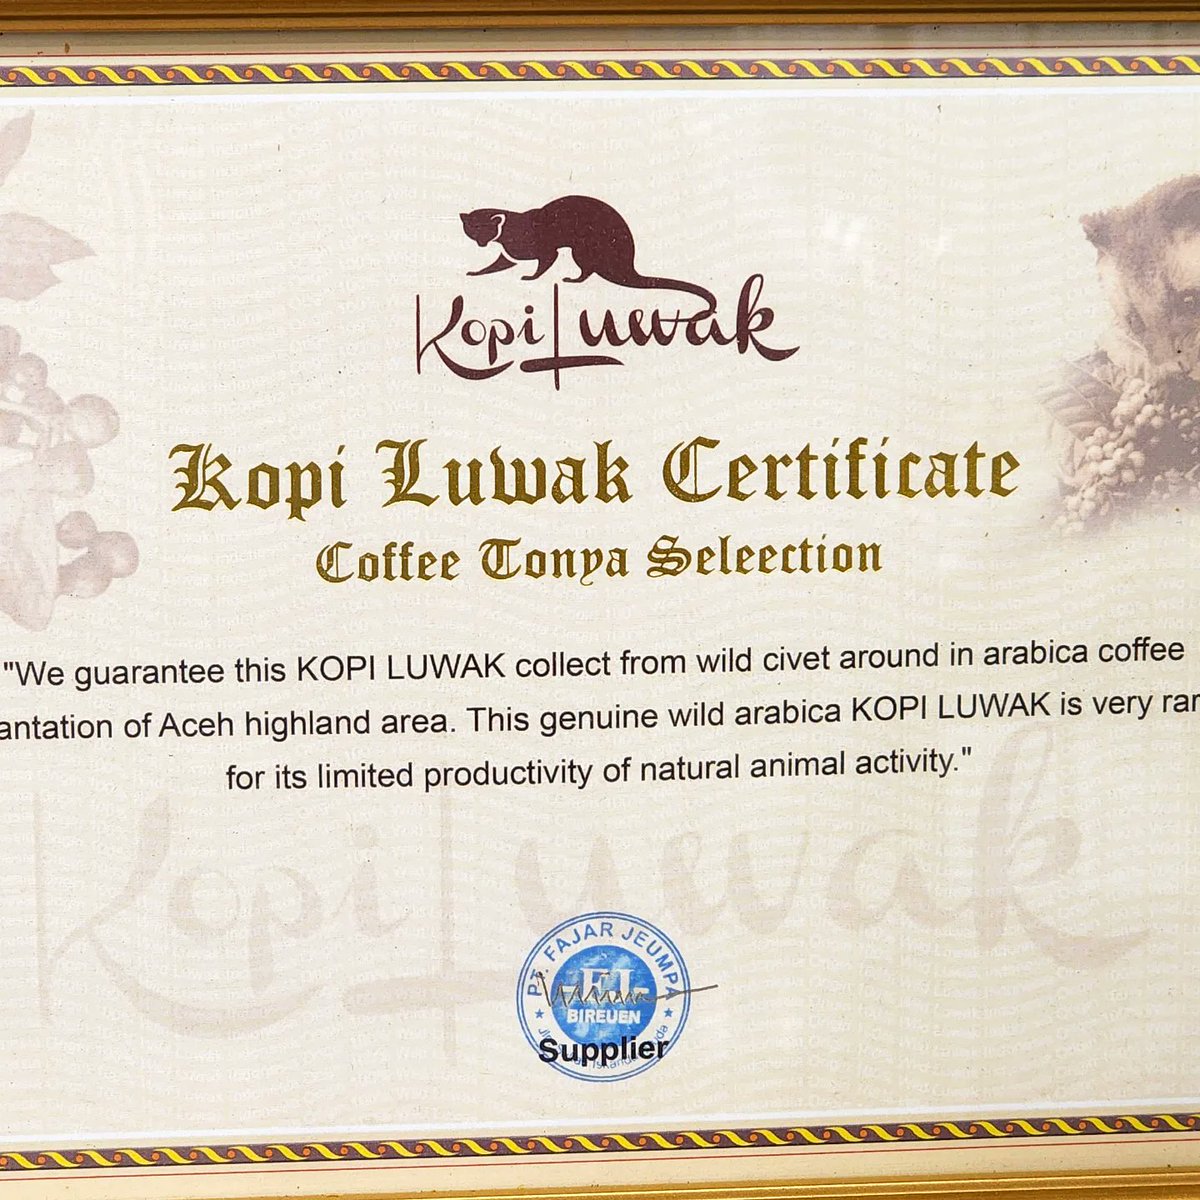 Kopi Luwak
Kopi Luwak Certificate
Coffee Tonya Seleection
"We guarantee this KOPI LUWAK collect from wild civet around in arabica coffee
antation of Aceh highland area. This genuine wild arabica KOPI LUWAK is very rar
for its limited productivity of natural animal activity."
Kopi Luwak
PT. FAJAR JEUMPA
FJ
BIREUEN
Supplier